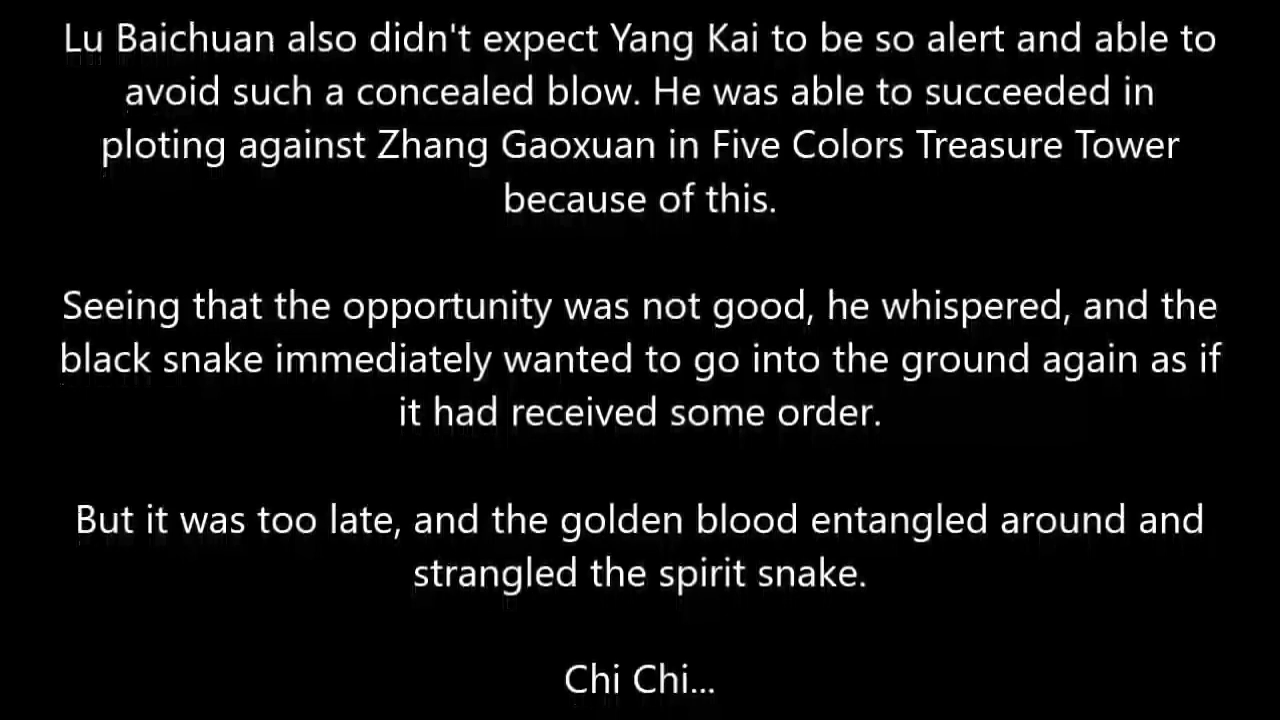 Lu Baichuan also didn't expect Yang Kai to be so alert and able to
avoid such a concealed blow. He was able to succeeded in
ploting against Zhang Gaoxuan in Five Colors Treasure Tower
because of this.
Seeing that the opportunity was not good, he whispered, and the
black snake immediately wanted to go into the ground again as if
it had received some order.
But it was too late, and the golden blood entangled around and
strangled the spirit snake.
Chi Chi...